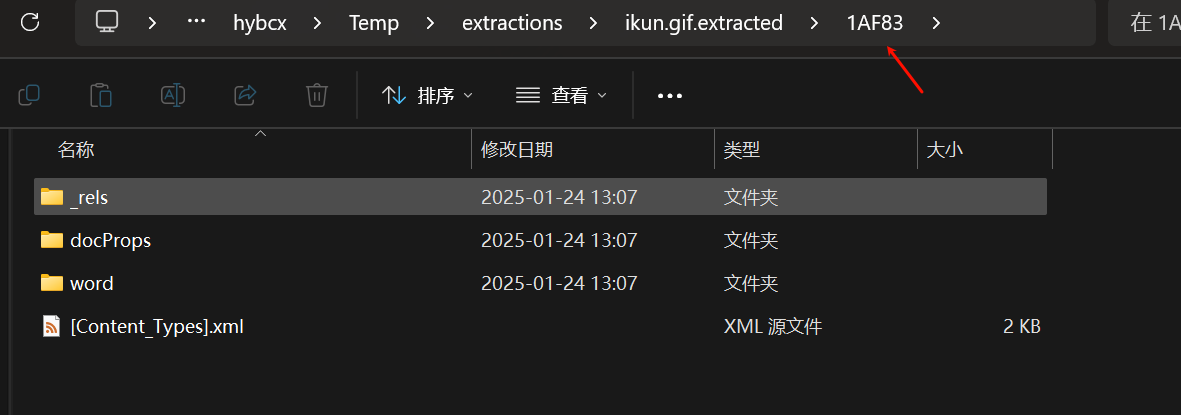 ··· hybcx Temp extractions ikun.gif.extracted 1AF83 在 1A
排序 查看 ···
名称 修改日期 类型 大小
_rels 2025-01-24 13:07 文件夹
docProps 2025-01-24 13:07 文件夹
word 2025-01-24 13:07 文件夹
[Content_Types].xml XML 源文件 2 KB